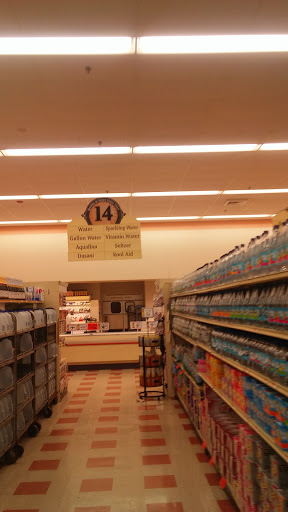 14
Water Sparkling Water
Gallon Water Vitamin Water
Aquafina Seltzer
Dasani Kool Aid